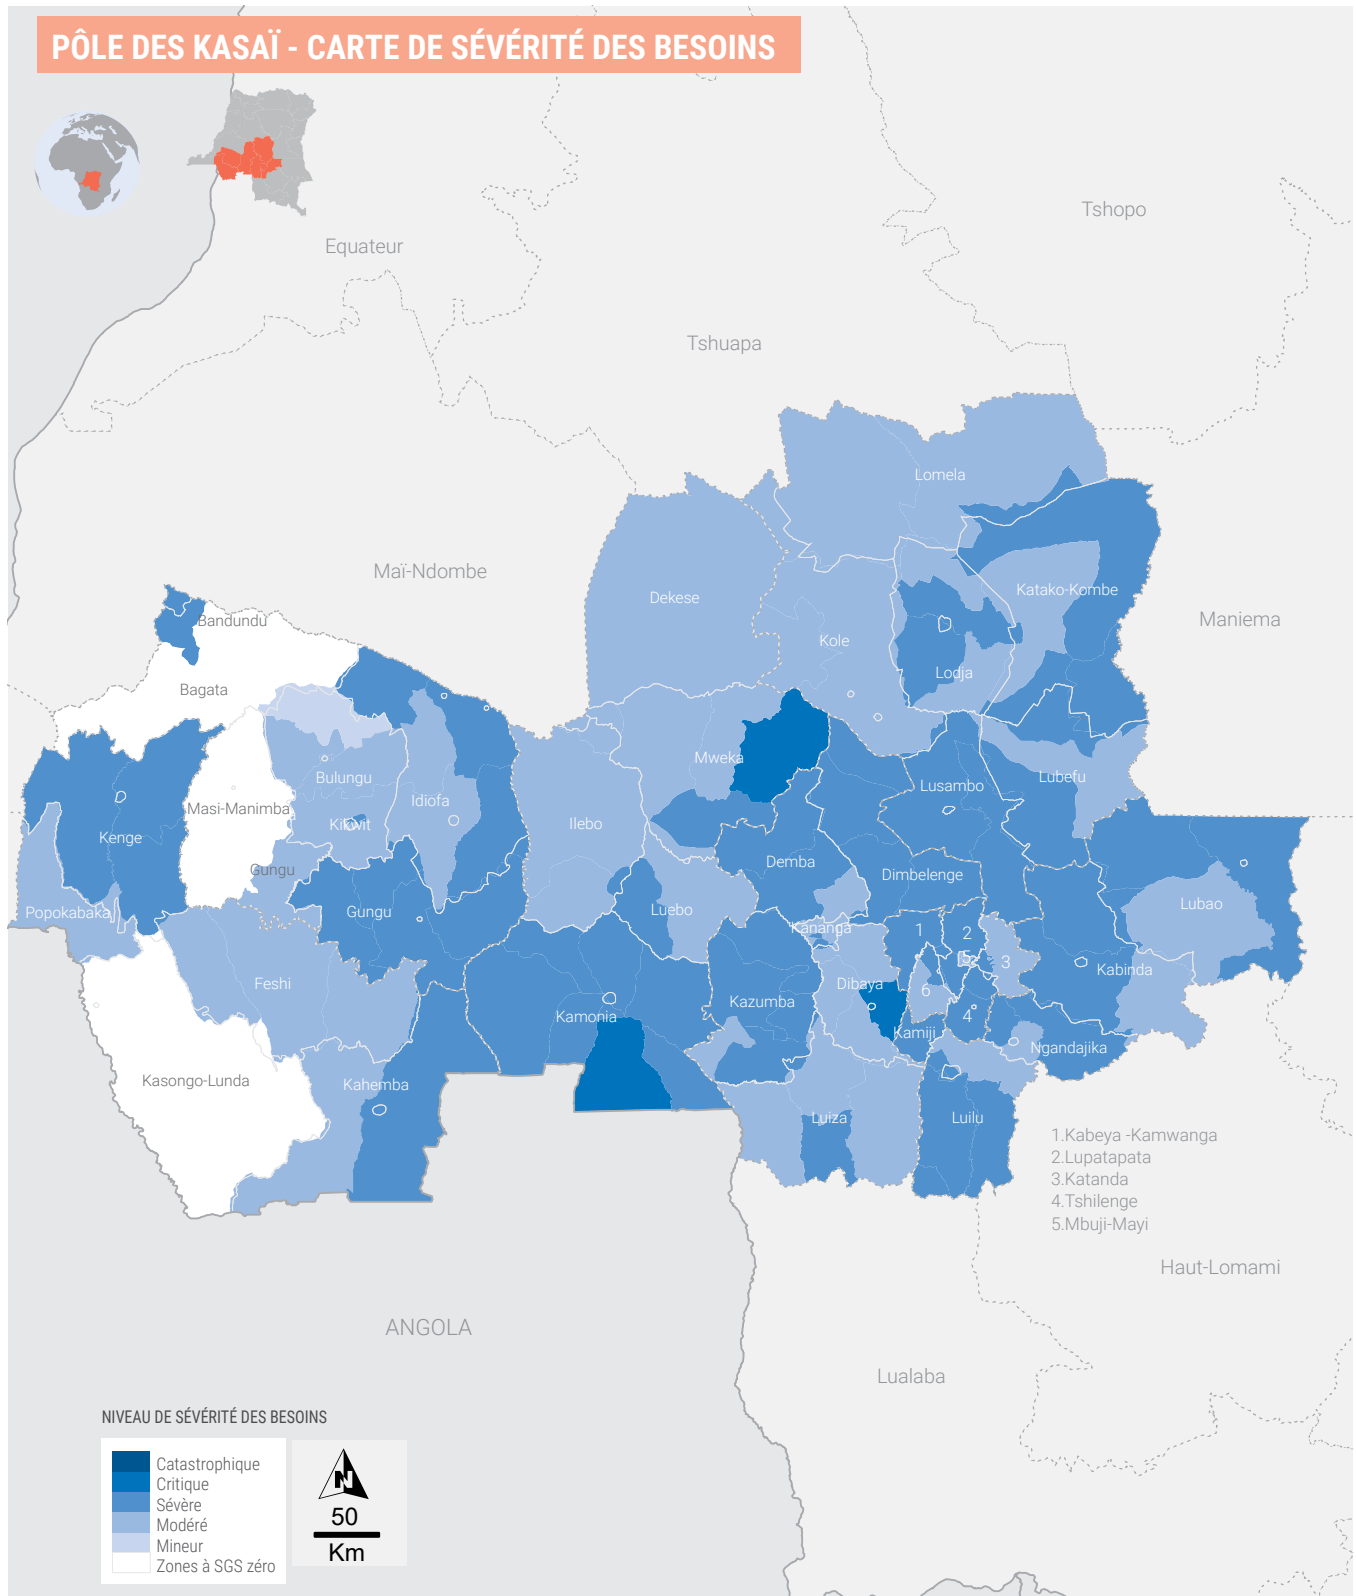 PÔLE DES KASAÏ - CARTE DE SÉVÉRITÉ DES BESOINS
Tshopo
Equateur
Tshuapa
Lomela
Maï-Ndombe
Katako-Kombe
Dekese
Maniema
Bandundu
Kole
Lodja
Bagata
Mweka
Bulungu
Lubefu
Lusambo
Idiofa
Masi-Manimba
Kikwit
Ilebo
Kenge
Demba
Gungu
Dimbelenge
Lubao
Popokabaka
Gungu
Luebo
Kananga
1
2
5
3
Kabinda
Feshi
Dibaya
6
Kazumba
Kamonia
4
Kamiji
Ngandajika
Kasongo-Lunda
Kahemba
Luiza
Luilu
1.Kabeya -Kamwanga
2.Lupatapata
3.Katanda
4.Tshilenge
5.Mbuji-Mayi
Haut-Lomami
ANGOLA
Lualaba
NIVEAU DE SÉVÉRITÉ DES BESOINS
Catastrophique
Critique
Sévère
Modéré
Mineur
Zones à SGS zéro
N
50
Km